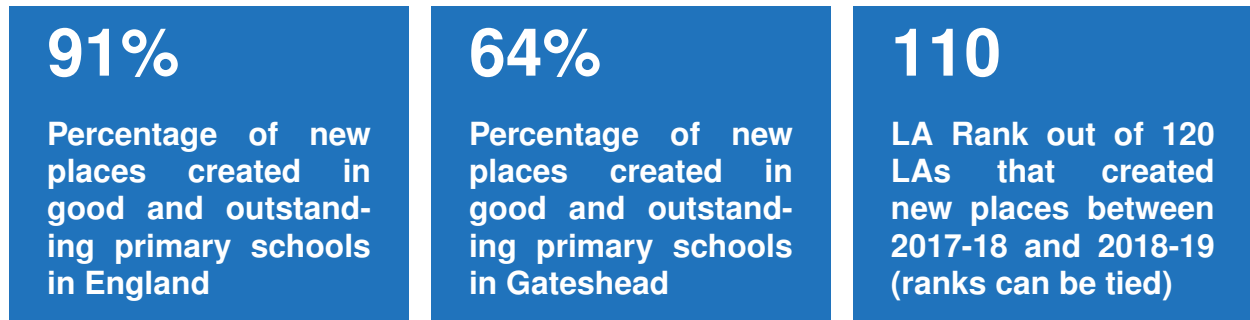 91%
Percentage of new
places created in
good and outstand-
ing primary schools
in England
64%
Percentage of new
places created in
good and outstand-
ing primary schools
in Gateshead
110
LA Rank out of 120
LAs that created
new places between
2017-18 and 2018-19
(ranks can be tied)